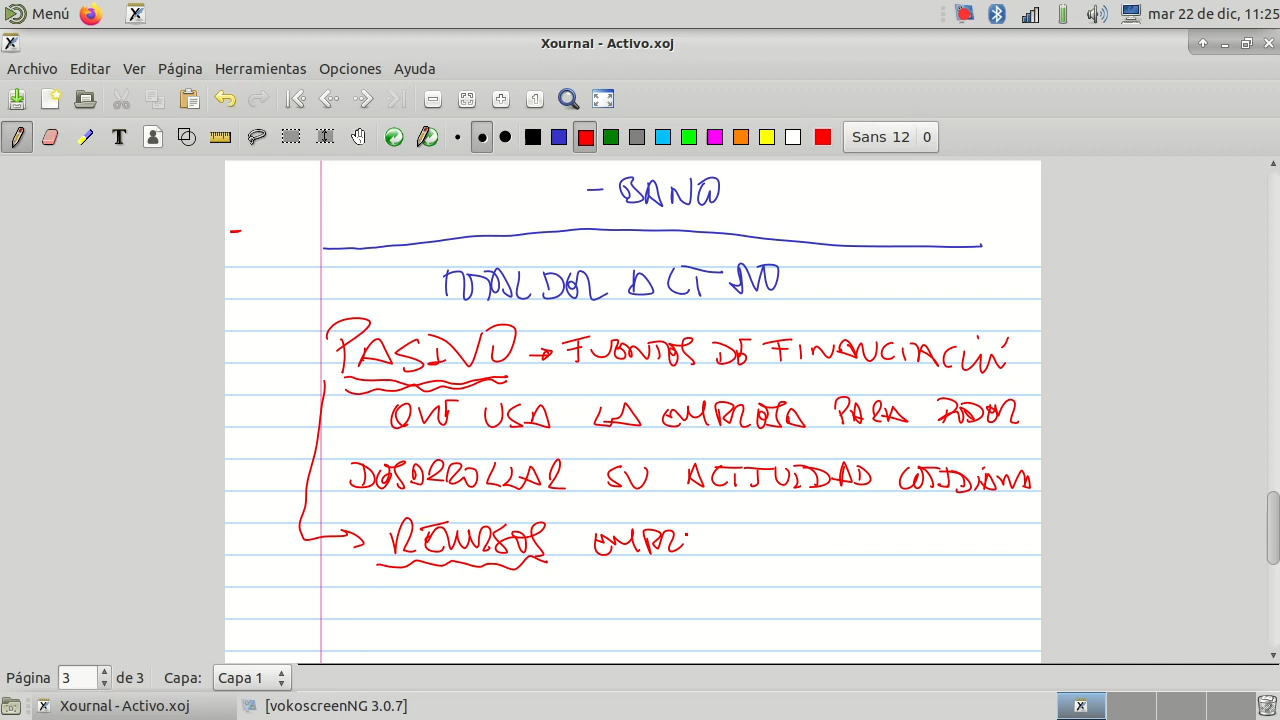 Menú
mar 22 de dic, 11:25
Xournal - Activo.xoj
Archivo Editar Ver Página Herramientas Opciones Ayuda
Sans 12 0
- BANCO
TOTAL DEL ACTIVO
PASIVO → FUENTES DE FINANCIACIÓN
QUE USA LA EMPRESA PARA PODER
DESARROLLAR SU ACTIVIDAD COTIDIANA
→ RECURSOS EMPR
Página 3 de 3 Capa: Capa 1
Xournal - Activo.xoj [vokoscreenNG 3.0.7]